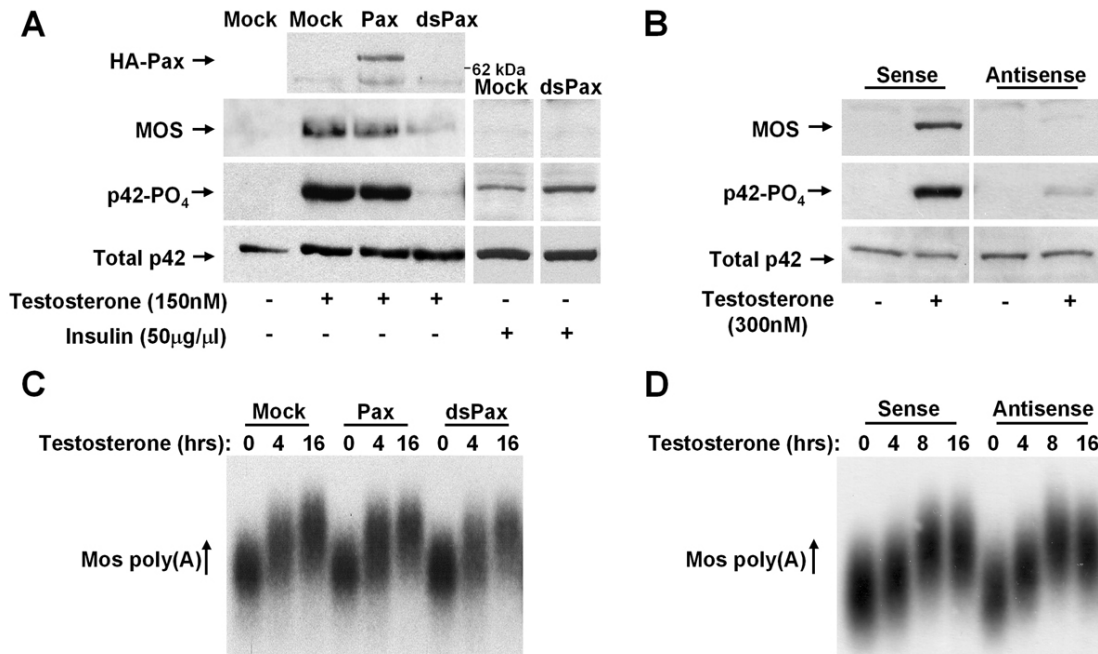 A
Mock Mock Pax dsPax
HA-Pax
62 kDa
Mock dsPax
MOS
p42-PO4
Total p42
Testosterone (150nM) - + + + - -
Insulin (50µg/µl) - - - - + +
B
Sense Antisense
MOS
p42-PO4
Total p42
Testosterone - + - +
(300nM)
C
Mock Pax dsPax
Testosterone (hrs): 0 4 16 0 4 16 0 4 16
Mos poly(A)
D
Sense Antisense
Testosterone (hrs): 0 4 8 16 0 4 8 16
Mos poly(A)